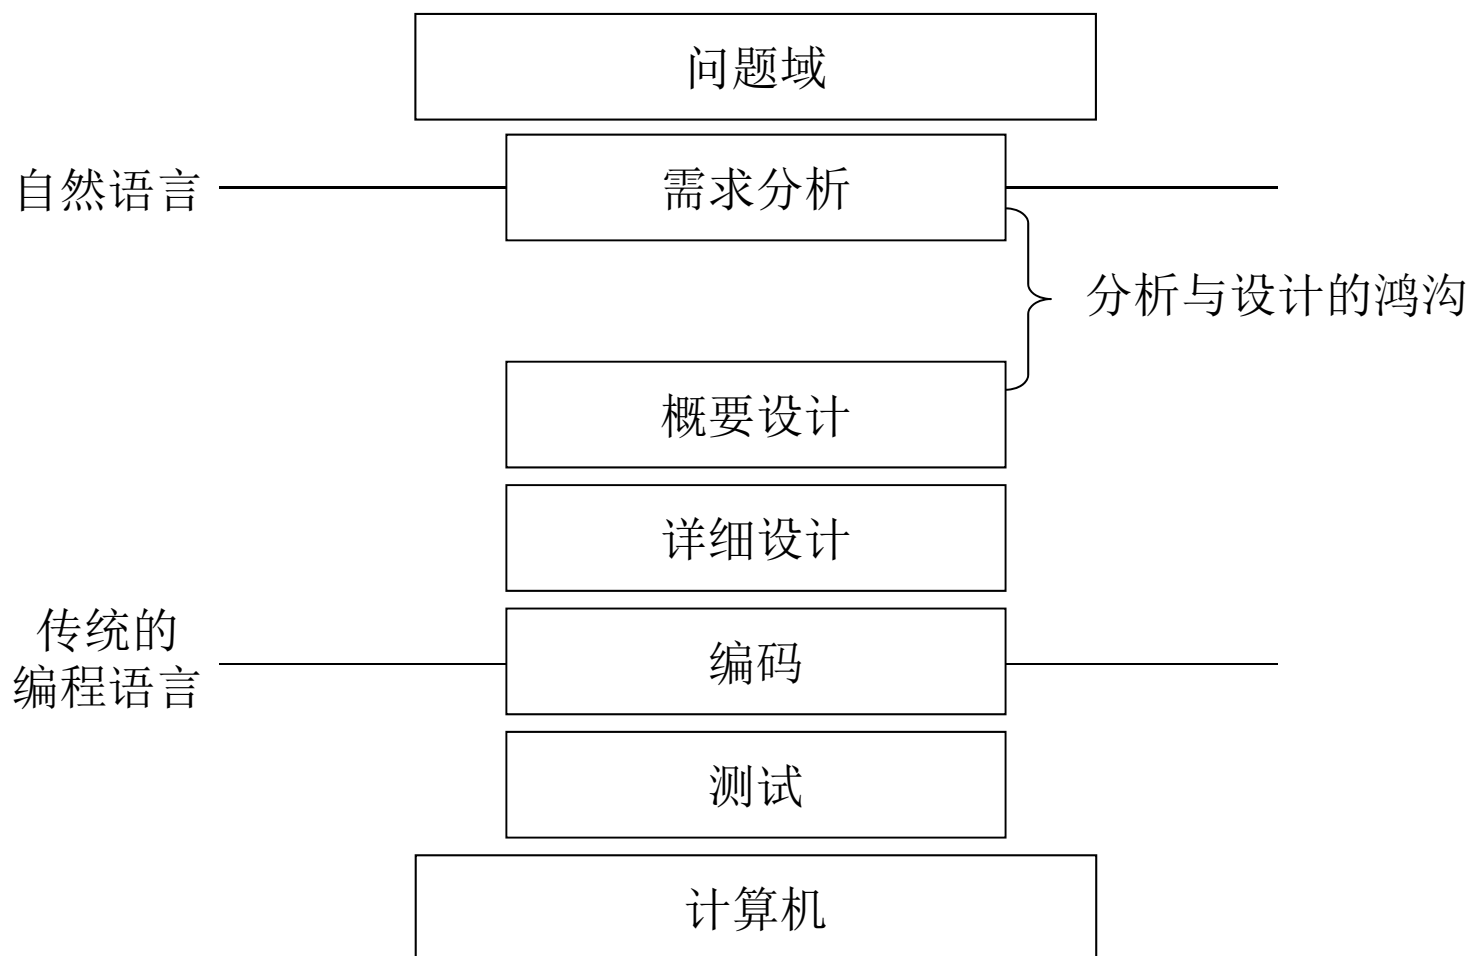 问题域
自然语言
需求分析
分析与设计的鸿沟
概要设计
详细设计
传统的
编程语言
编码
测试
计算机